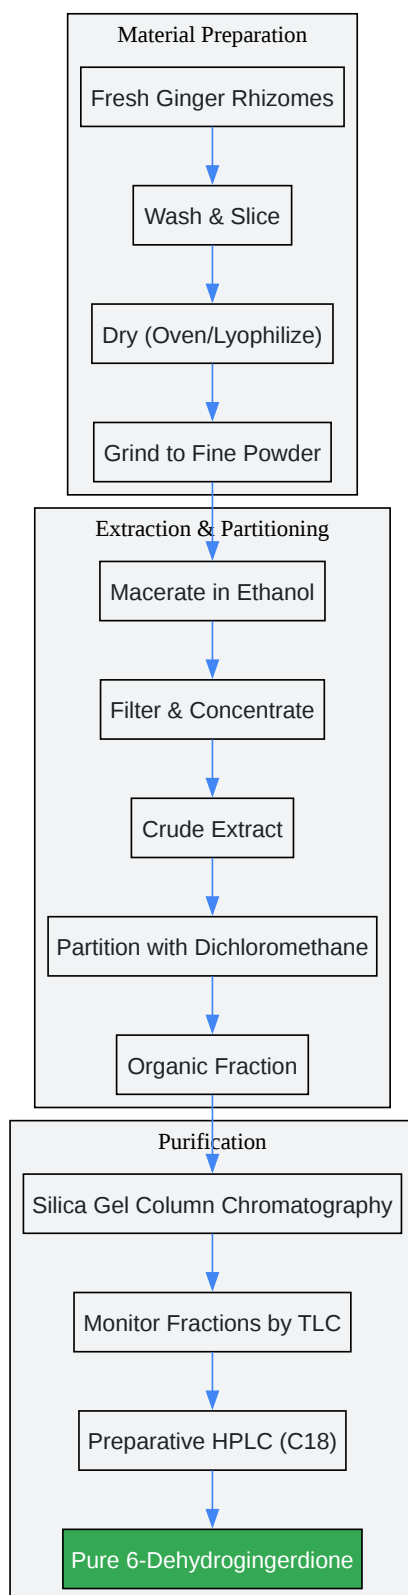 Material Preparation
Fresh Ginger Rhizomes
Wash & Slice
Dry (Oven/Lyophilize)
Grind to Fine Powder
Extraction & Partitioning
Macerate in Ethanol
Filter & Concentrate
Crude Extract
Partition with Dichloromethane
Organic Fraction
Purification
Silica Gel Column Chromatography
Monitor Fractions by TLC
Preparative HPLC (C18)
Pure 6-Dehydrogingerdione